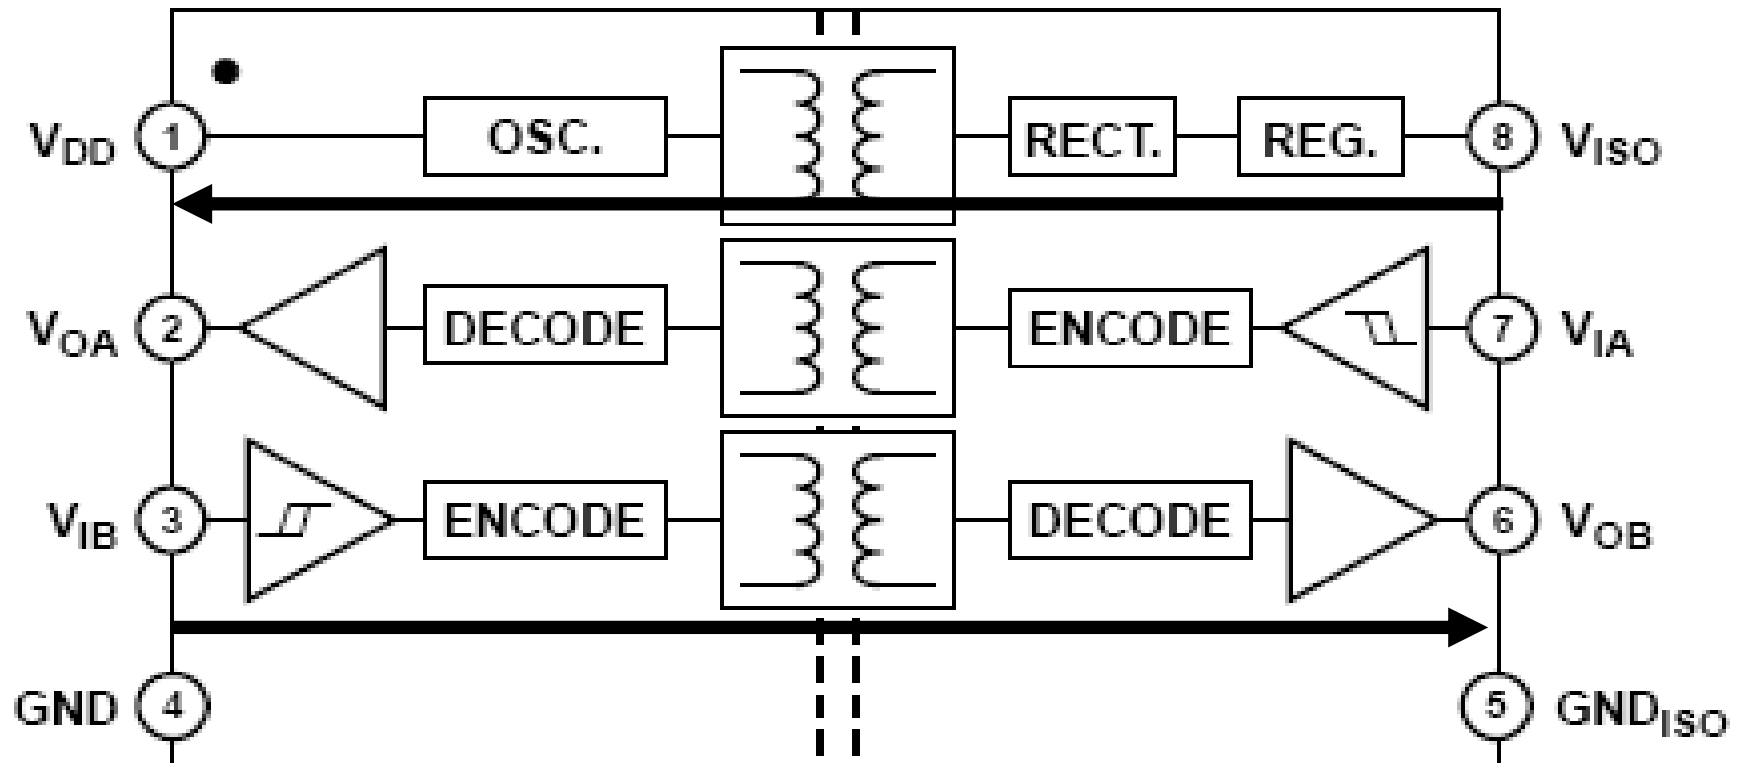 VDD 1 OSC. RECT. REG. 8 VISO
VOA 2 DECODE ENCODE 7 VIA
VIB 3 ENCODE DECODE 6 VOB
GND 4 5 GNDISO